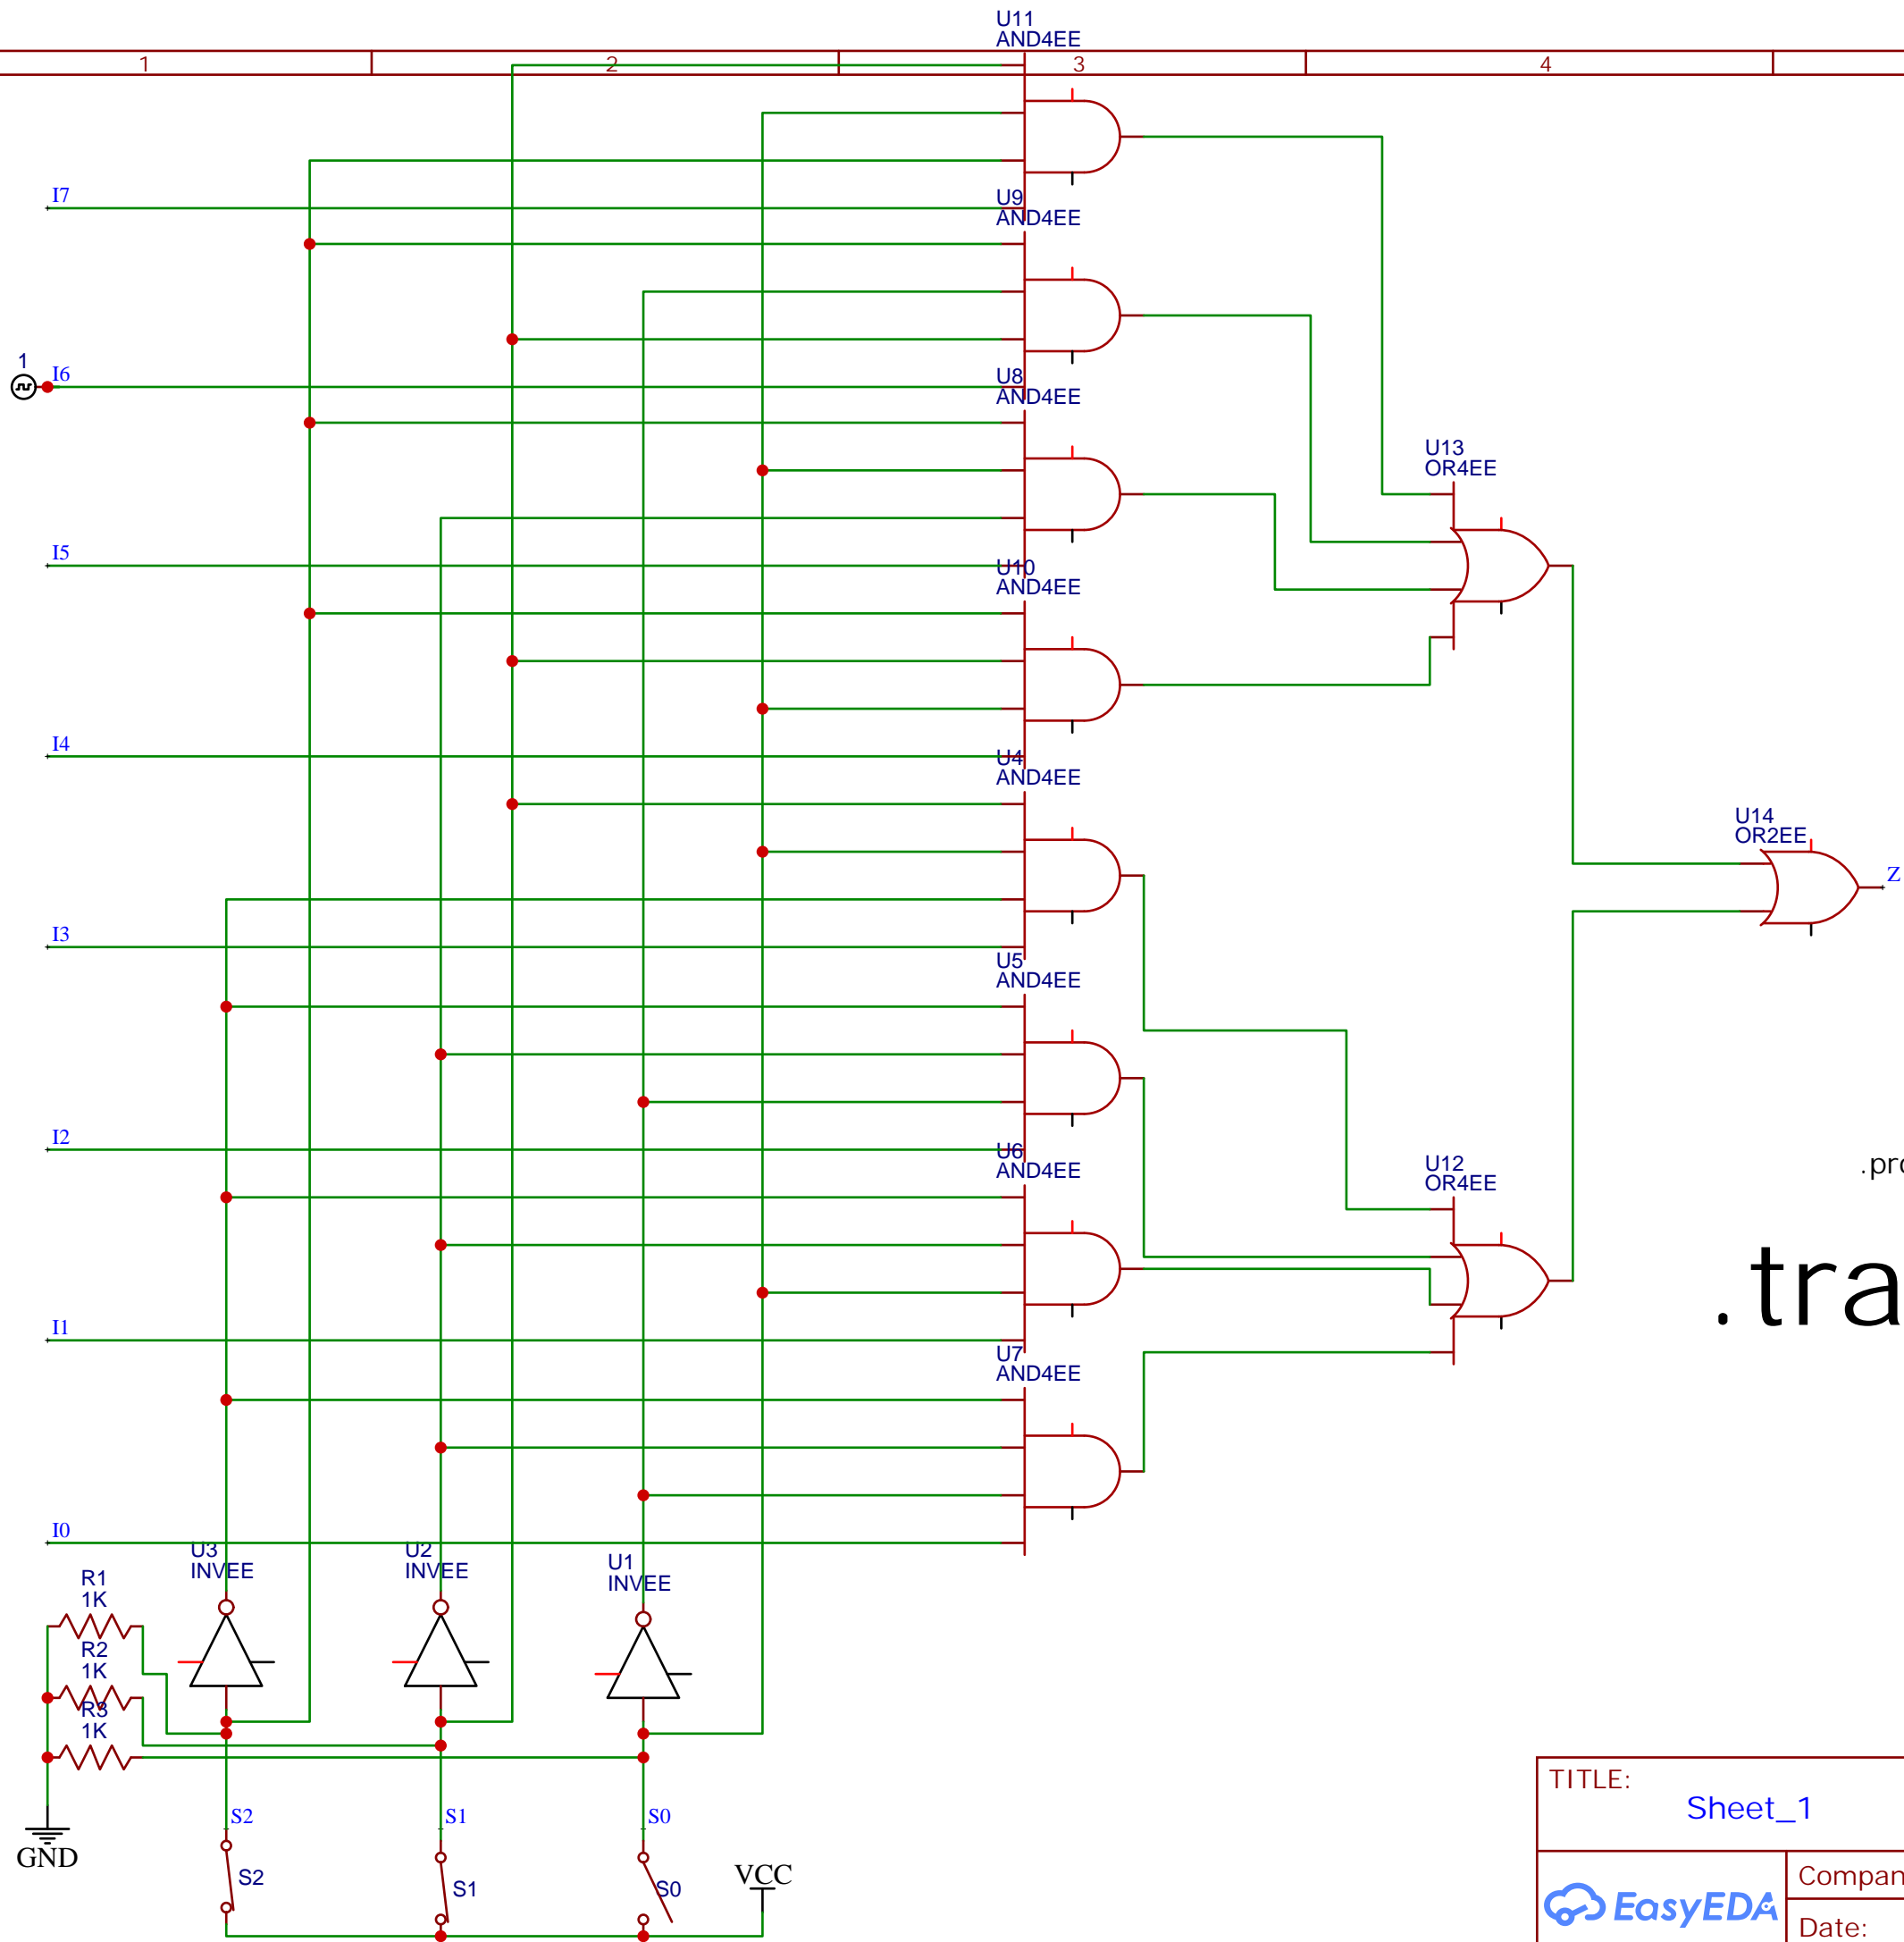 U11
AND4EE
1 2 3 4
I7
U9
AND4EE
1
I6
U8
AND4EE
U13
OR4EE
I5
U10
AND4EE
I4
U4
AND4EE
U14
OR2EE
Z
I3
U5
AND4EE
I2
U6
AND4EE
U12
OR4EE
.pro
.tra
I1
U7
AND4EE
I0
U3
INVEE
U2
INVEE
U1
INVEE
R1
1K
R2
1K
R3
1K
S2 S1 S0
GND
S2
S1
S0
VCC
TITLE:
Sheet_1
EasyEDA
Compan
Date: